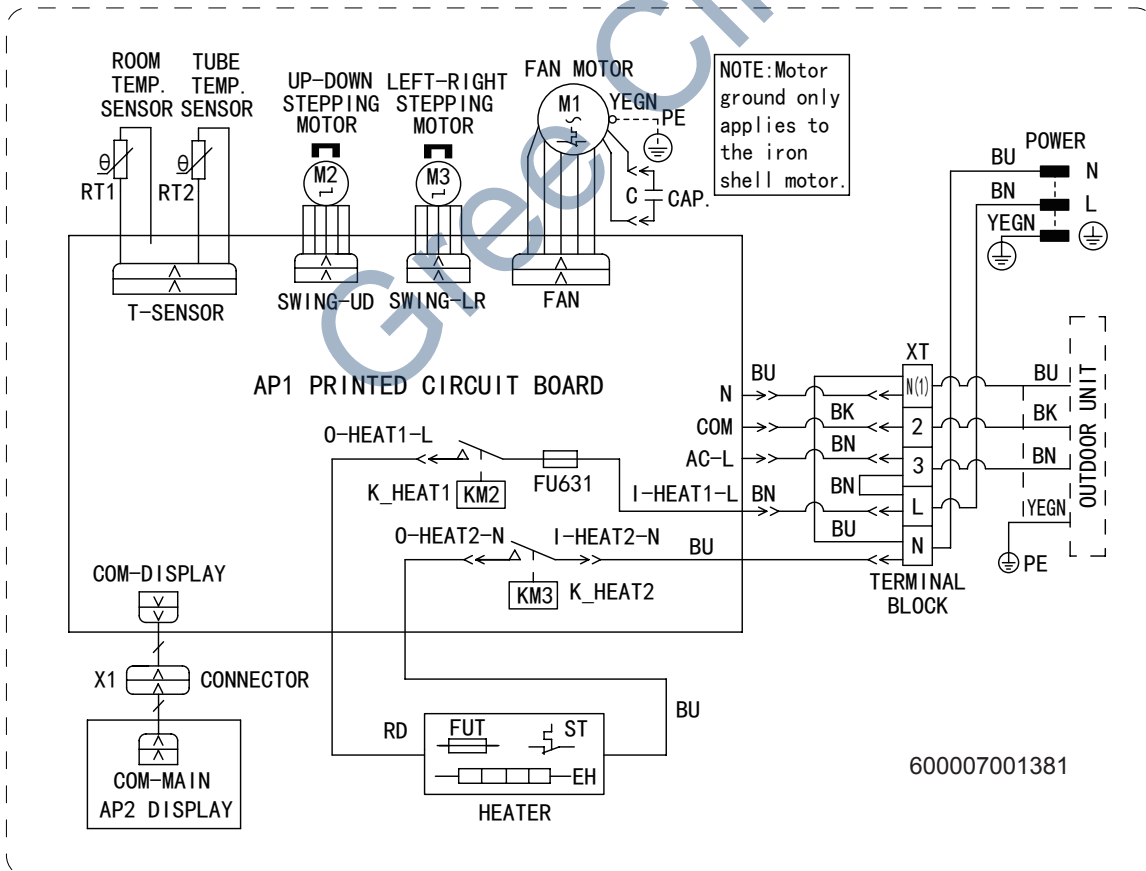 ROOM
TEMP.
SENSOR
TUBE
TEMP.
SENSOR
UP-DOWN
STEPPING
MOTOR
LEFT-RIGHT
STEPPING
MOTOR
FAN MOTOR
M1
YEGN
PE
NOTE:Motor
ground only
applies to
the iron
shell motor.
POWER
BU
N
BN
L
YEGN
θ
RT1
θ
RT2
M2
M3
C
CAP.
T-SENSOR
SWING-UD
SWING-LR
FAN
AP1 PRINTED CIRCUIT BOARD
XT
N
BU
N(1)
BU
COM
BK
2
BK
AC-L
BN
3
BN
BN
O-HEAT1-L
K_HEAT1
KM2
FU631
I-HEAT1-L
BN
L
YEGN
O-HEAT2-N
I-HEAT2-N
BU
BU
N
KM3
K_HEAT2
TERMINAL
BLOCK
PE
OUTDOOR UNIT
COM-DISPLAY
X1
CONNECTOR
COM-MAIN
AP2 DISPLAY
RD
FUT
ST
EH
HEATER
BU
600007001381